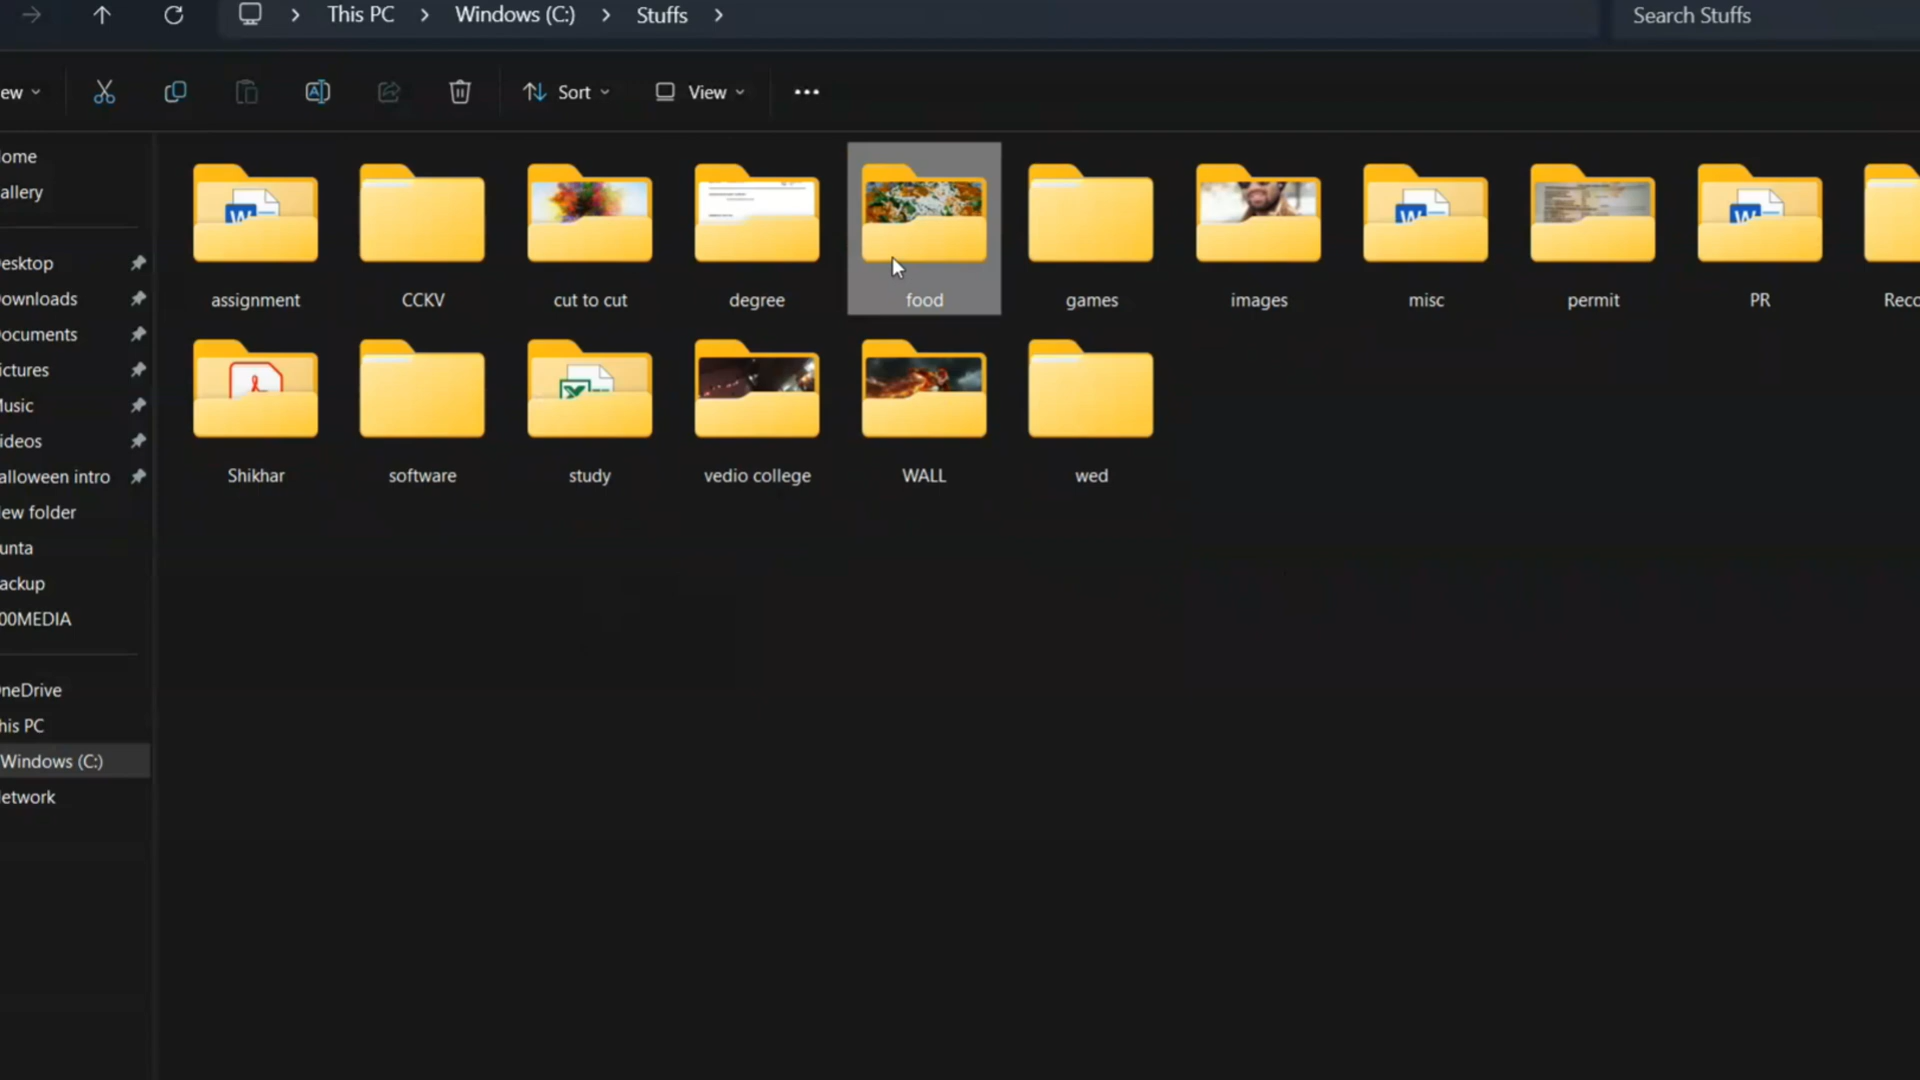 This PC > Windows (C:) > Stuffs >
Search Stuffs
ew
Sort
View
ome
allery
esktop
ownloads
ocuments
ictures
usic
ideos
alloween intro
ew folder
unta
ackup
00MEDIA
neDrive
his PC
Windows (C:)
etwork
assignment CCKV cut to cut degree food games images misc permit PR Reco
Shikhar software study vedio college WALL wed